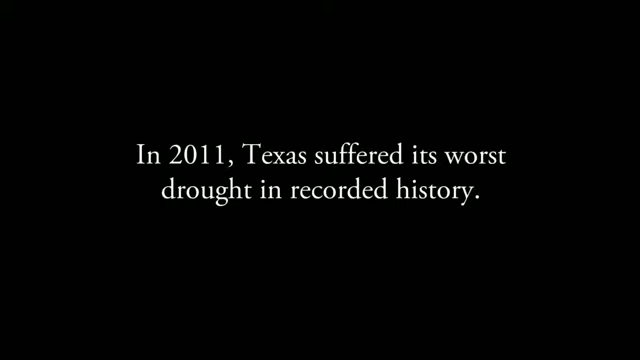 In 2011, Texas suffered its worst
drought in recorded history.